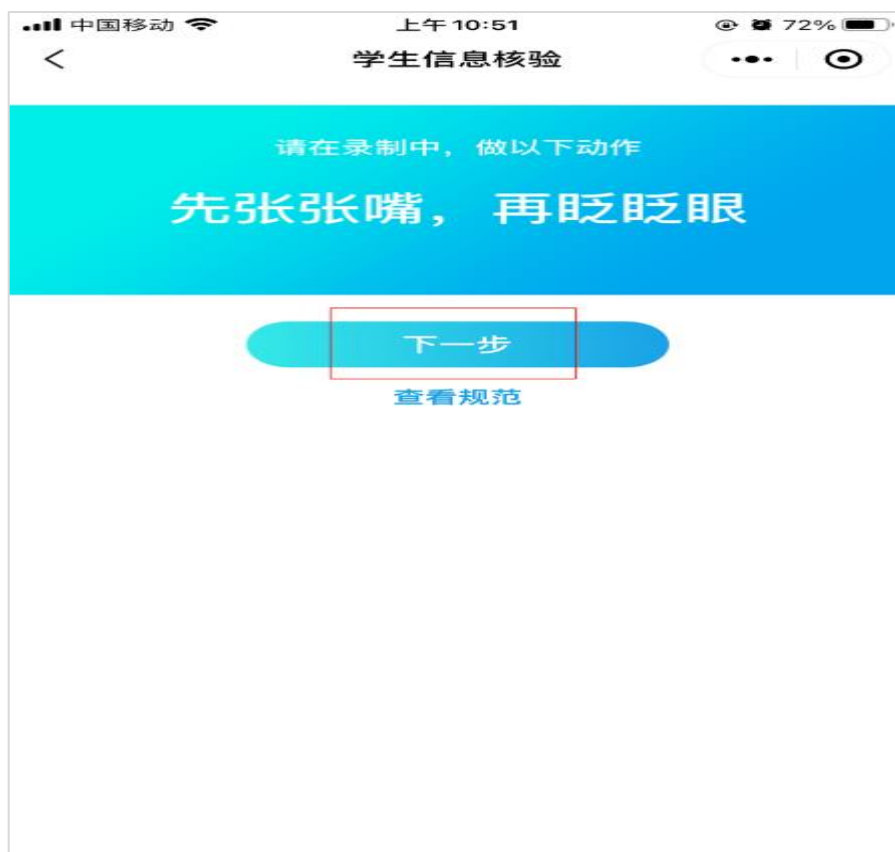 中国移动 上午10:51 72%
学生信息核验
请在录制中，做以下动作
先张张嘴，再眨眨眼
下一步
查看规范